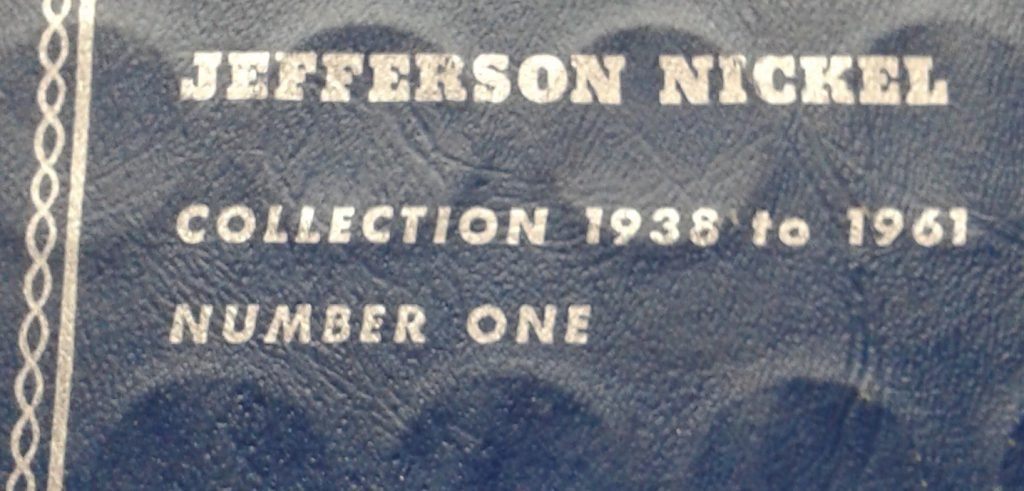 JEFFERSON NICKEL
COLLECTION 1938 to 1961
NUMBER ONE